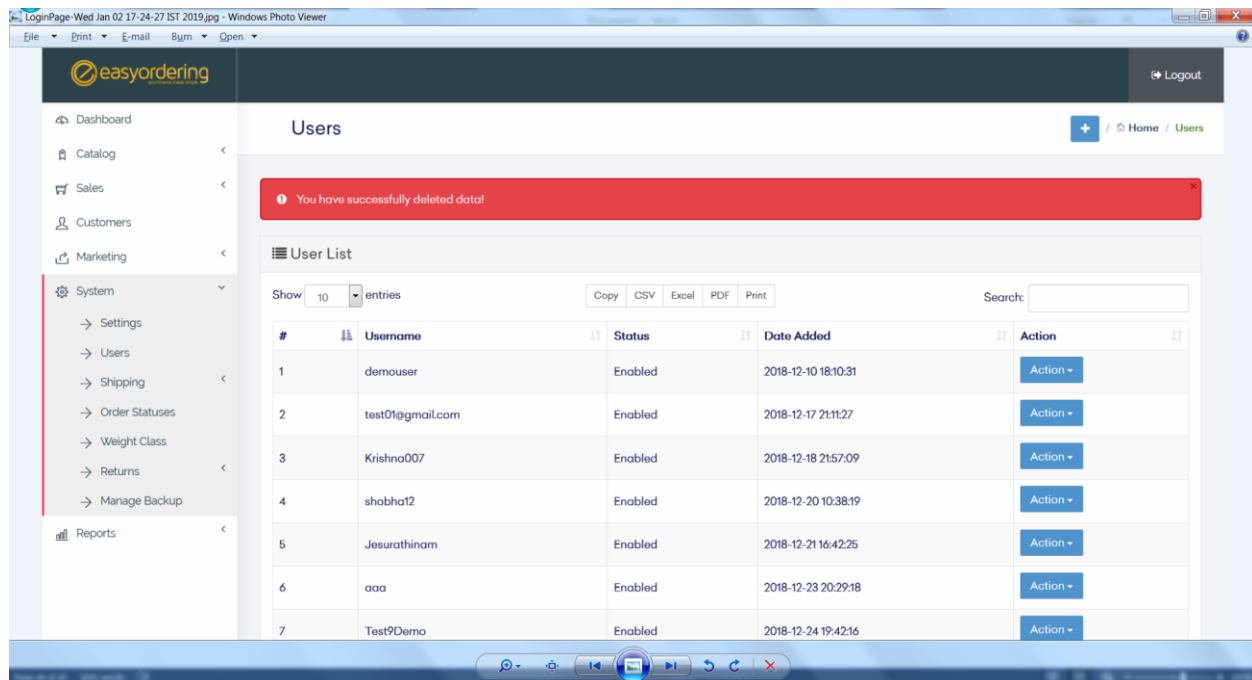 LoginPage-Wed Jan 02 17-24-27 IST 2019.jpg - Windows Photo Viewer
File Print E-mail Burn Open
easyordering
Logout
Dashboard
Catalog
Sales
Customers
Marketing
System
Settings
Users
Shipping
Order Statuses
Weight Class
Returns
Manage Backup
Reports
Users
+ / Home / Users
You have successfully deleted data!
User List
Show 10 entries Copy CSV Excel PDF Print Search:
# Username Status Date Added Action
1 demouser Enabled 2018-12-10 18:10:31 Action
2 test01@gmail.com Enabled 2018-12-17 21:11:27 Action
3 Krishna007 Enabled 2018-12-18 21:57:09 Action
4 shobha12 Enabled 2018-12-20 10:38:19 Action
5 Jesurathinam Enabled 2018-12-21 16:42:25 Action
6 aaa Enabled 2018-12-23 20:29:18 Action
7 Test9Demo Enabled 2018-12-24 19:42:16 Action